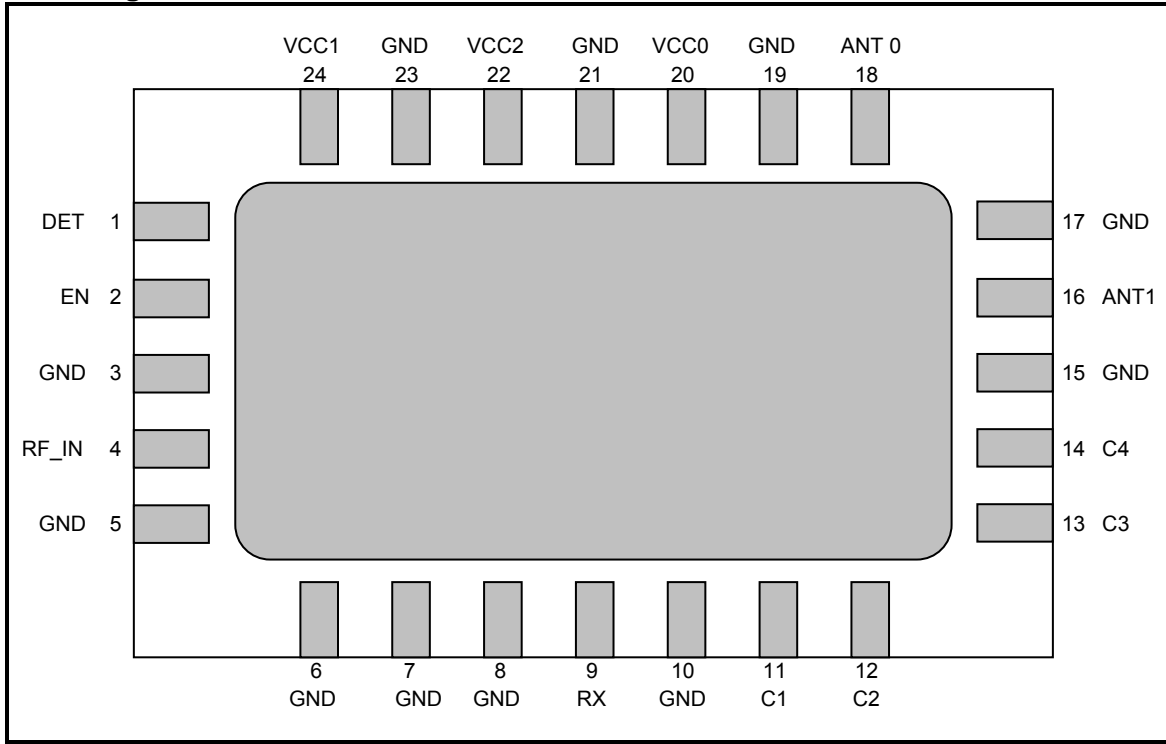 VCC1 GND VCC2 GND VCC0 GND ANT 0
24 23 22 21 20 19 18
DET 1
17 GND
EN 2
16 ANT1
GND 3
15 GND
RF_IN 4
14 C4
GND 5
13 C3
6 7 8 9 10 11 12
GND GND GND RX GND C1 C2